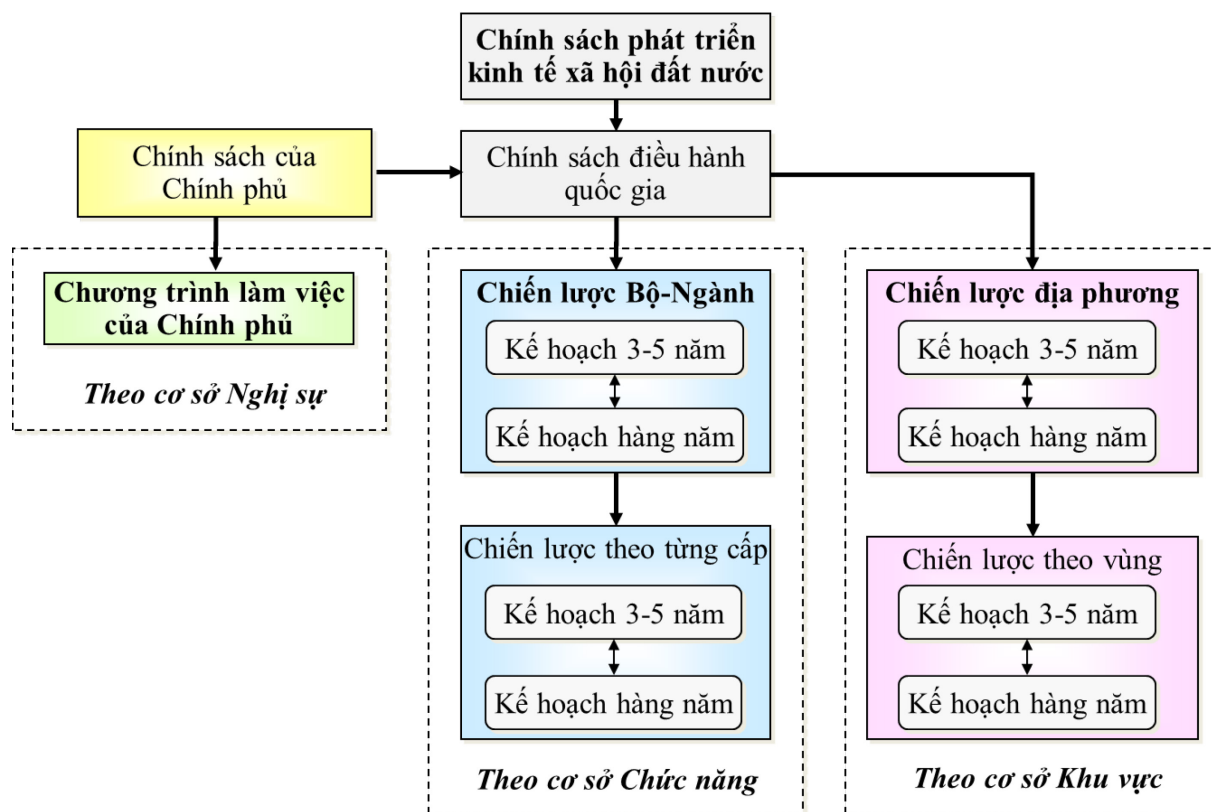 Chính sách phát triển
kinh tế xã hội đất nước
Chính sách của
Chính phủ
Chính sách điều hành
quốc gia
Chương trình làm việc
của Chính phủ
Theo cơ sở Nghị sự
Chiến lược Bộ-Ngành
Kế hoạch 3-5 năm
Kế hoạch hàng năm
Chiến lược theo từng cấp
Kế hoạch 3-5 năm
Kế hoạch hàng năm
Theo cơ sở Chức năng
Chiến lược địa phương
Kế hoạch 3-5 năm
Kế hoạch hàng năm
Chiến lược theo vùng
Kế hoạch 3-5 năm
Kế hoạch hàng năm
Theo cơ sở Khu vực